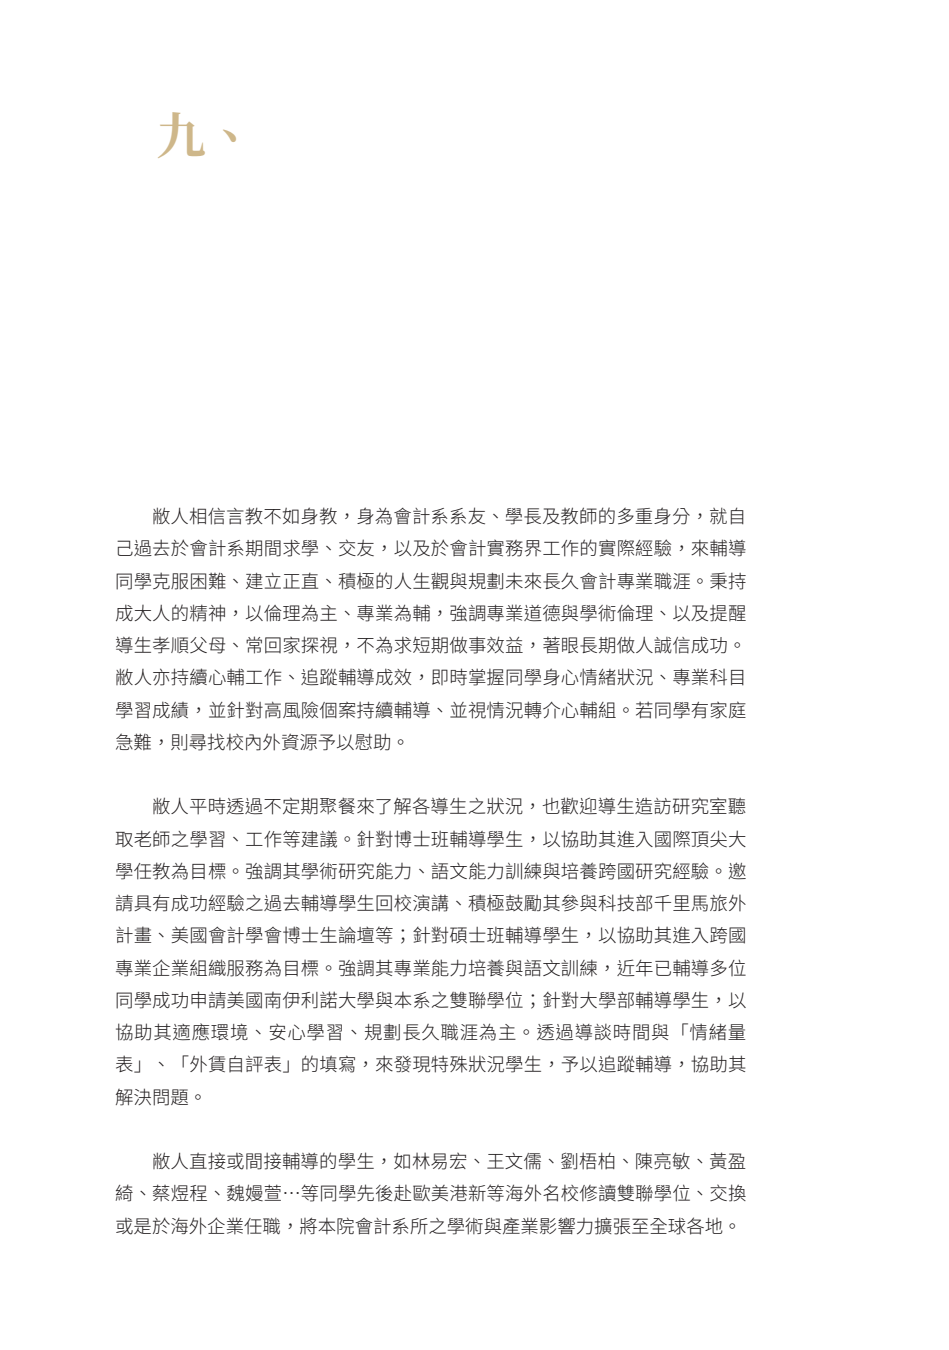 九、
敝人相信言教不如身教，身為會計系系友、學長及教師的多重身分，就自
己過去於會計系期間求學、交友，以及於會計實務界工作的實際經驗，來輔導
同學克服困難、建立正直、積極的人生觀與規劃未來長久會計專業職涯。秉持
成大人的精神，以倫理為主、專業為輔，強調專業道德與學術倫理、以及提醒
導生孝順父母、常回家探視，不為求短期做事效益，著眼長期做人誠信成功。
敝人亦持續心輔工作、追蹤輔導成效，即時掌握同學身心情緒狀況、專業科目
學習成績，並針對高風險個案持續輔導、並視情況轉介心輔組。若同學有家庭
急難，則尋找校內外資源予以慰助。
敝人平時透過不定期聚餐來了解各導生之狀況，也歡迎導生造訪研究室聽
取老師之學習、工作等建議。針對博士班輔導學生，以協助其進入國際頂尖大
學任教為目標。強調其學術研究能力、語文能力訓練與培養跨國研究經驗。邀
請具有成功經驗之過去輔導學生回校演講、積極鼓勵其參與科技部千里馬旅外
計畫、美國會計學會博士生論壇等；針對碩士班輔導學生，以協助其進入跨國
專業企業組織服務為目標。強調其專業能力培養與語文訓練，近年已輔導多位
同學成功申請美國南伊利諾大學與本系之雙聯學位；針對大學部輔導學生，以
協助其適應環境、安心學習、規劃長久職涯為主。透過導談時間與「情緒量
表」、「外賃自評表」的填寫，來發現特殊狀況學生，予以追蹤輔導，協助其
解決問題。
敝人直接或間接輔導的學生，如林易宏、王文儒、劉梧柏、陳亮敏、黃盈
綺、蔡煜程、魏嫚萱…等同學先後赴歐美港新等海外名校修讀雙聯學位、交換
或是於海外企業任職，將本院會計系所之學術與產業影響力擴張至全球各地。